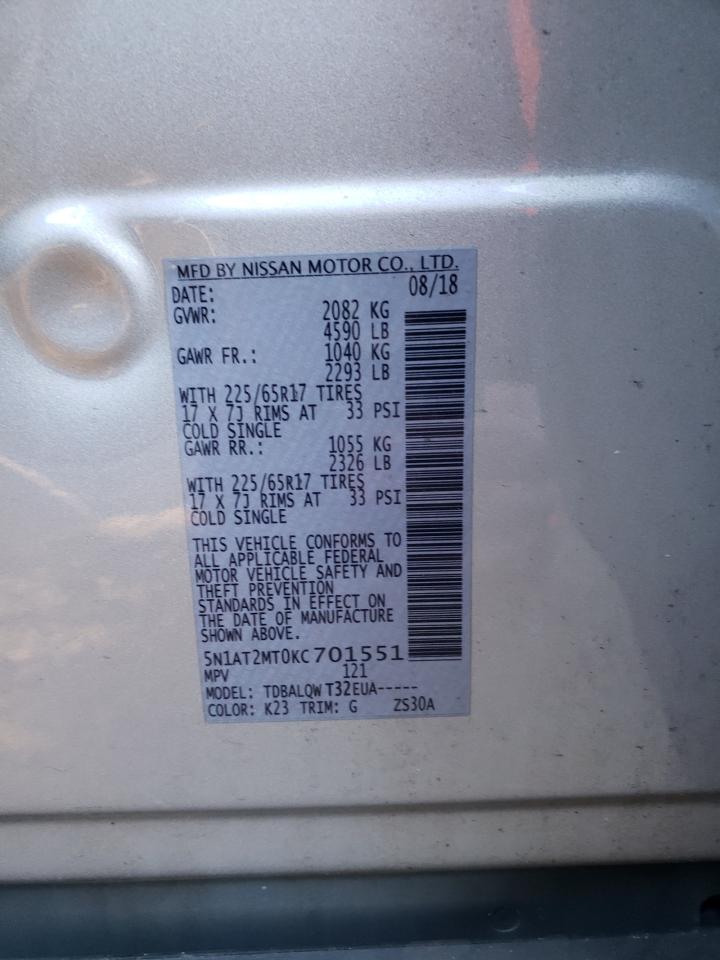 MFD BY NISSAN MOTOR CO., LTD.
DATE: 08/18
GVWR: 2082 KG
4590 LB
GAWR FR.: 1040 KG
2293 LB
WITH 225/65R17 TIRES
17 X 7J RIMS AT 33 PSI
COLD SINGLE
GAWR RR.: 1055 KG
2326 LB
WITH 225/65R17 TIRES
17 X 7J RIMS AT 33 PSI
COLD SINGLE
THIS VEHICLE CONFORMS TO
ALL APPLICABLE FEDERAL
MOTOR VEHICLE SAFETY AND
THEFT PREVENTION
STANDARDS IN EFFECT ON
THE DATE OF MANUFACTURE
SHOWN ABOVE.
5N1AT2MT0KC701551
MPV 121
MODEL: TDBALQW T32EUA-----
COLOR: K23 TRIM: G ZS30A